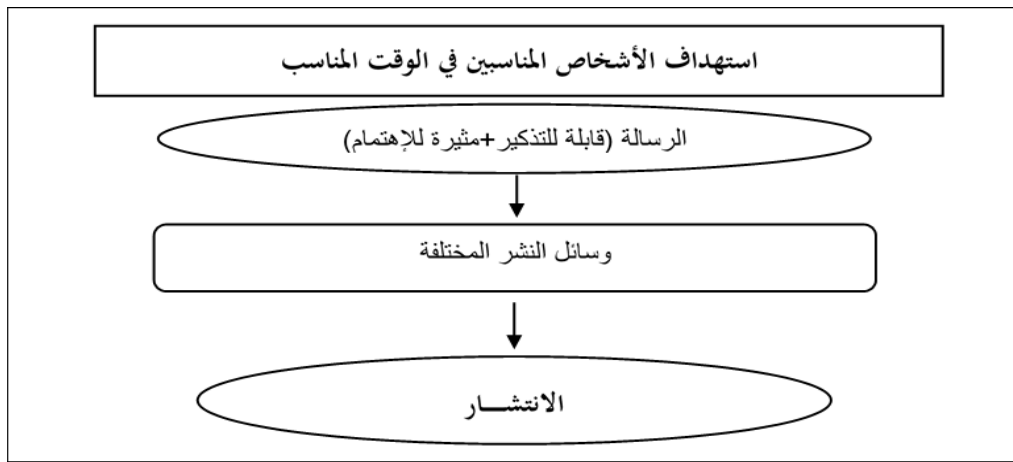 استهداف الأشخاص المناسبين في الوقت المناسب
الرسالة (قابلة للتذكير+مثيرة للإهتمام)
وسائل النشر المختلفة
الانتشـــار